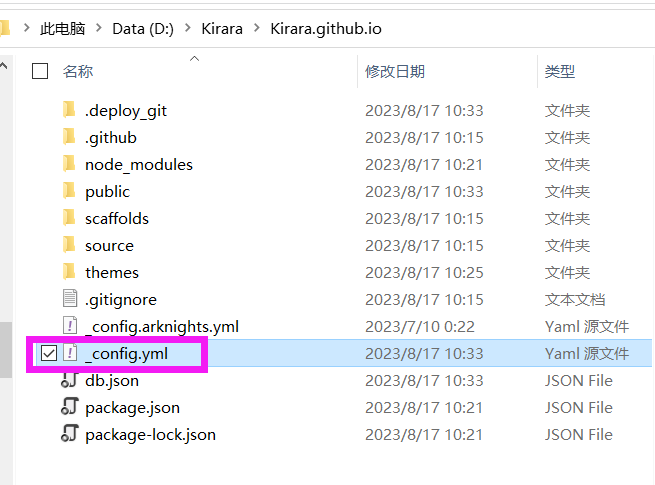 此电脑 > Data (D:) > Kirara > Kirara.github.io
名称 修改日期 类型
.deploy_git 2023/8/17 10:33 文件夹
.github 2023/8/17 10:15 文件夹
node_modules 2023/8/17 10:21 文件夹
public 2023/8/17 10:33 文件夹
scaffolds 2023/8/17 10:15 文件夹
source 2023/8/17 10:15 文件夹
themes 2023/8/17 10:25 文件夹
.gitignore 2023/8/17 10:15 文本文档
_config.arknights.yml 2023/7/10 0:22 Yaml 源文件
_config.yml 2023/8/17 10:33 Yaml 源文件
db.json 2023/8/17 10:33 JSON File
package.json 2023/8/17 10:21 JSON File
package-lock.json 2023/8/17 10:21 JSON File